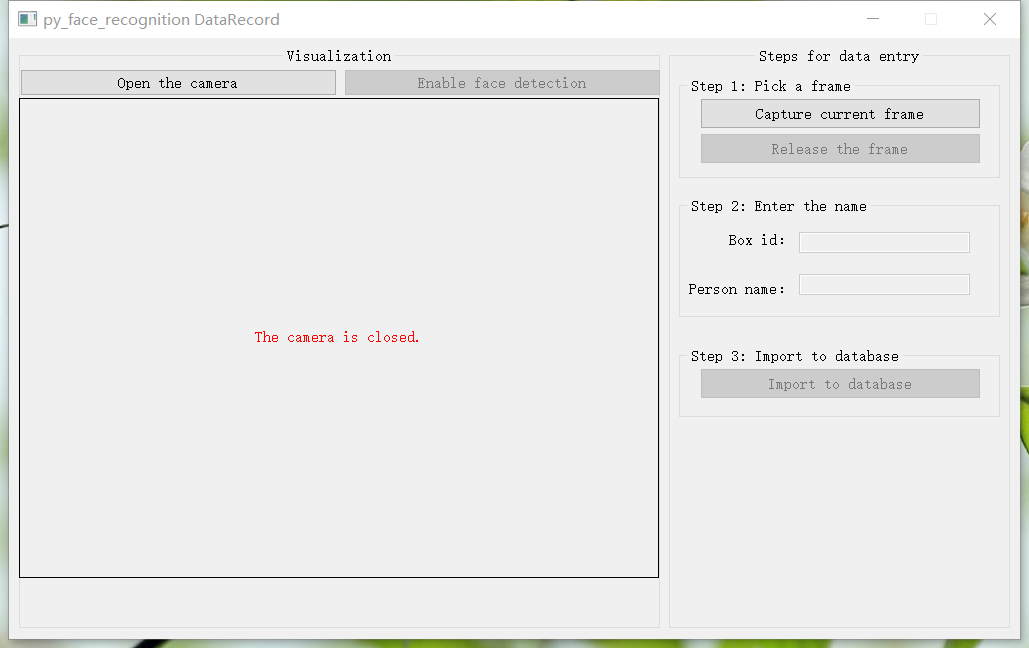 py_face_recognition DataRecord
Visualization
Open the camera
Enable face detection
The camera is closed.
Steps for data entry
Step 1: Pick a frame
Capture current frame
Release the frame
Step 2: Enter the name
Box id:
Person name:
Step 3: Import to database
Import to database